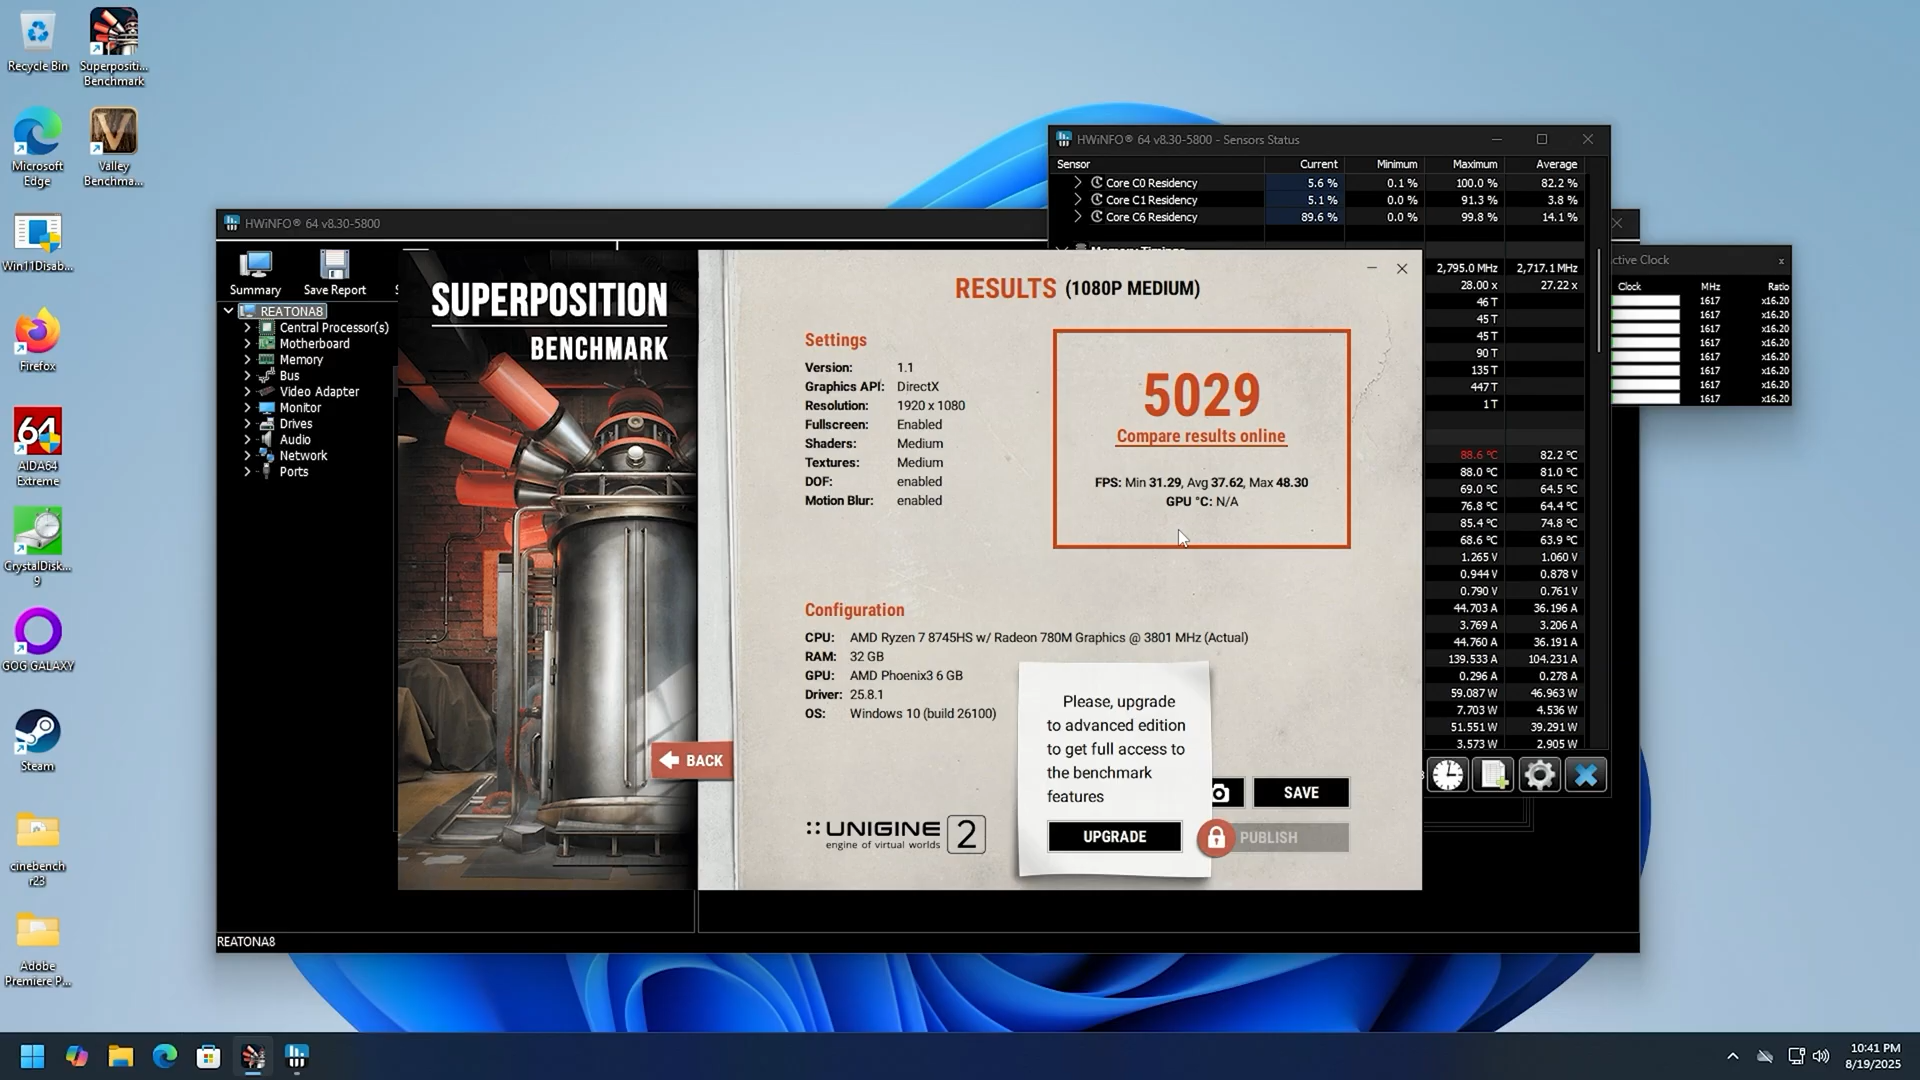 Recycle Bin
Superpositi...
Benchmark
Microsoft
Edge
Valley
Benchma...
Win11Disab...
Firefox
64
AIDA64
Extreme
CrystalDisk...
9
GOG GALAXY
Steam
cinebench
r23
Adobe
Premiere P...
HWiNFO® 64 v8.30-5800
Summary
Save Report
REATONA8
Central Processor(s)
Motherboard
Memory
Bus
Video Adapter
Monitor
Drives
Audio
Network
Ports
REATONA8
HWiNFO® 64 v8.30-5800 - Sensors Status
Sensor Current Minimum Maximum Average
Core C0 Residency 5.6 % 0.1 % 100.0 % 82.2 %
Core C1 Residency 5.1 % 0.0 % 91.3 % 3.8 %
Core C6 Residency 89.6 % 0.0 % 99.8 % 14.1 %
Memory Timings
2,795.0 MHz 2,717.1 MHz
28.00 x 27.22 x
46 T
45 T
45 T
90 T
135 T
447 T
1 T
88.6 °C 82.2 °C
88.0 °C 81.0 °C
69.0 °C 64.5 °C
76.8 °C 64.4 °C
85.4 °C 74.8 °C
68.6 °C 63.9 °C
1.265 V 1.060 V
0.944 V 0.878 V
0.790 V 0.761 V
44.703 A 36.196 A
3.769 A 3.206 A
44.760 A 36.191 A
139.533 A 104.231 A
0.296 A 0.278 A
59.087 W 46.963 W
7.703 W 4.536 W
51.551 W 39.291 W
3.573 W 2.905 W
ctive Clock
Clock MHz Ratio
1617 x16.20
1617 x16.20
1617 x16.20
1617 x16.20
1617 x16.20
1617 x16.20
1617 x16.20
1617 x16.20
SUPERPOSITION
BENCHMARK
BACK
RESULTS (1080P MEDIUM)
Settings
Version: 1.1
Graphics API: DirectX
Resolution: 1920 x 1080
Fullscreen: Enabled
Shaders: Medium
Textures: Medium
DOF: enabled
Motion Blur: enabled
5029
Compare results online
FPS: Min 31.29, Avg 37.62, Max 48.30
GPU °C: N/A
Configuration
CPU: AMD Ryzen 7 8745HS w/ Radeon 780M Graphics @ 3801 MHz (Actual)
RAM: 32 GB
GPU: AMD Phoenix3 6 GB
Driver: 25.8.1
OS: Windows 10 (build 26100)
Please, upgrade
to advanced edition
to get full access to
the benchmark
features
UPGRADE
SAVE
PUBLISH
UNIGINE 2
engine of virtual worlds
10:41 PM
8/19/2025